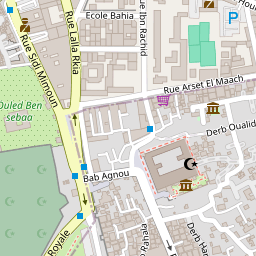 Ecole Bahia
Rue Lalla Rkia
Rue Ibn Rachid
P
Rue Sidi Mimoun
Rue Arset El Maach
Ouled Ben
sebaa
Derb Oualid
Bab Agnou
Royale
Derb Ha